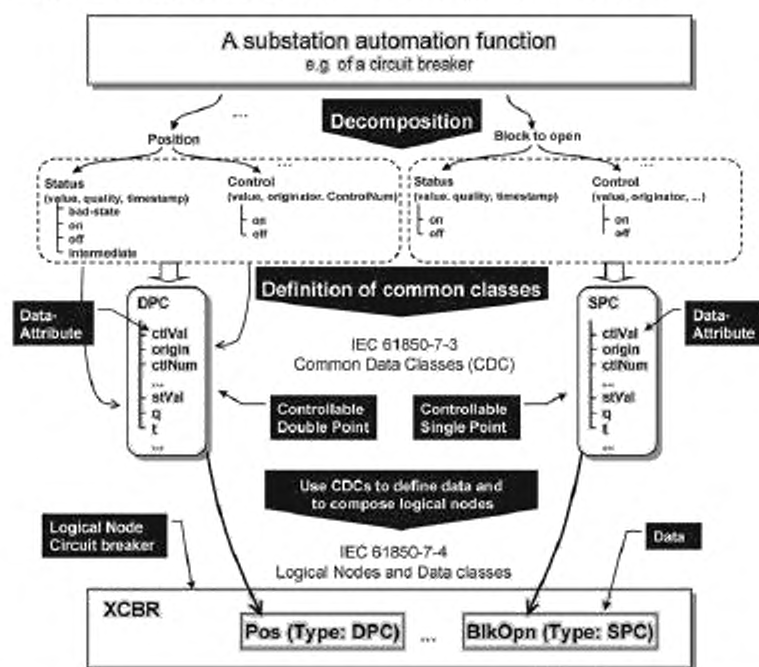 A substation automation function
e.g. of a circuit breaker
...
Decomposition
Position
Block to open
...
...
Status
(value, quality, timestamp)
bad-state
on
off
intermediate
Control
(value, originator, ControlNum)
on
off
Status
(value, quality, timestamp)
on
off
Control
(value, originator, ...)
on
off
Definition of common classes
DPC
ctlVal
origin
ctlNum
...
stVal
q
t
...
SPC
ctlVal
origin
ctlNum
...
stVal
q
t
...
Data-
Attribute
Data-
Attribute
IEC 61850-7-3
Common Data Classes (CDC)
Controllable
Double Point
Controllable
Single Point
Use CDCs to define data and
to compose logical nodes
Logical Node
Circuit breaker
Data
IEC 61850-7-4
Logical Nodes and Data classes
XCBR
Pos (Type: DPC)
...
BlkOpn (Type: SPC)